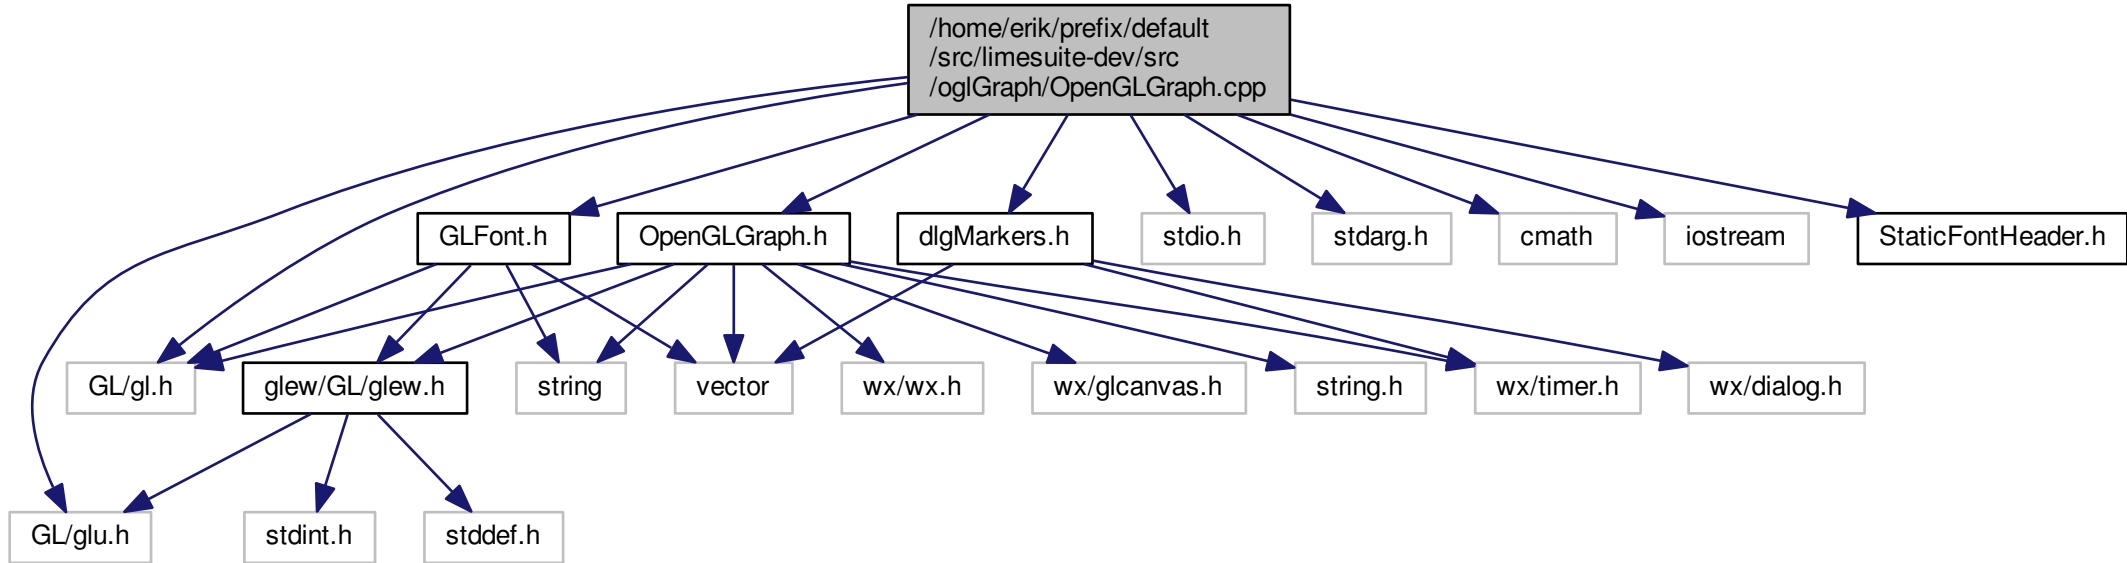 /home/erik/prefix/default
/src/limesuite-dev/src
/oglGraph/OpenGLGraph.cpp
GLFont.h
OpenGLGraph.h
dlgMarkers.h
stdio.h
stdarg.h
cmath
iostream
StaticFontHeader.h
GL/gl.h
glew/GL/glew.h
string
vector
wx/wx.h
wx/glcanvas.h
string.h
wx/timer.h
wx/dialog.h
GL/glu.h
stdint.h
stddef.h